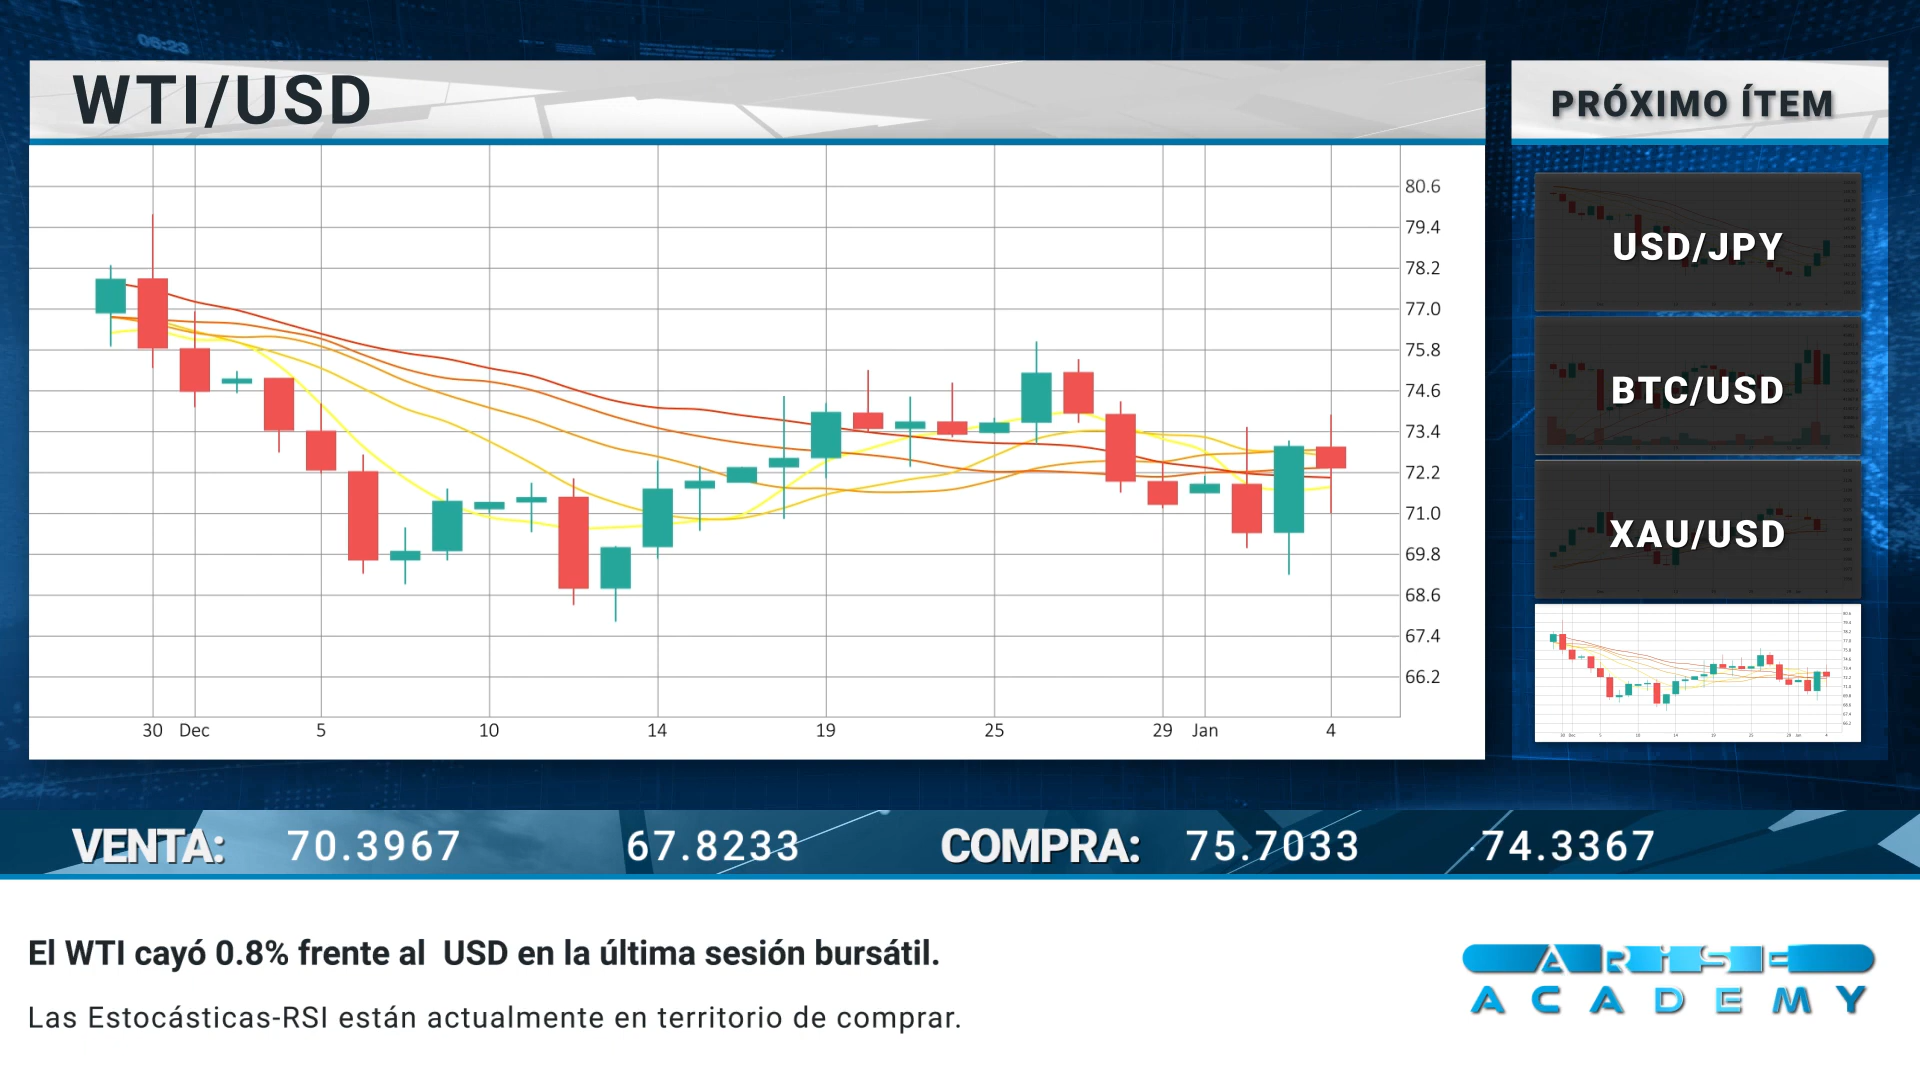 06:23
WTI/USD
PRÓXIMO ÍTEM
80.6
79.4
78.2
77.0
75.8
74.6
73.4
72.2
71.0
69.8
68.6
67.4
66.2
30 Dec 5 10 14 19 25 29 Jan 4
USD/JPY
BTC/USD
XAU/USD
VENTA: 70.3967 67.8233 COMPRA: 75.7033 74.3367
El WTI cayó 0.8% frente al USD en la última sesión bursátil.
Las Estocásticas-RSI están actualmente en territorio de comprar.
ARiSE
ACADEMY